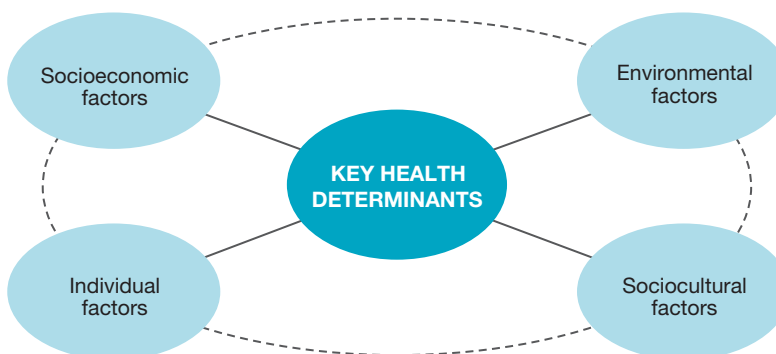 Socioeconomic
factors
Environmental
factors
KEY HEALTH
DETERMINANTS
Individual
factors
Sociocultural
factors